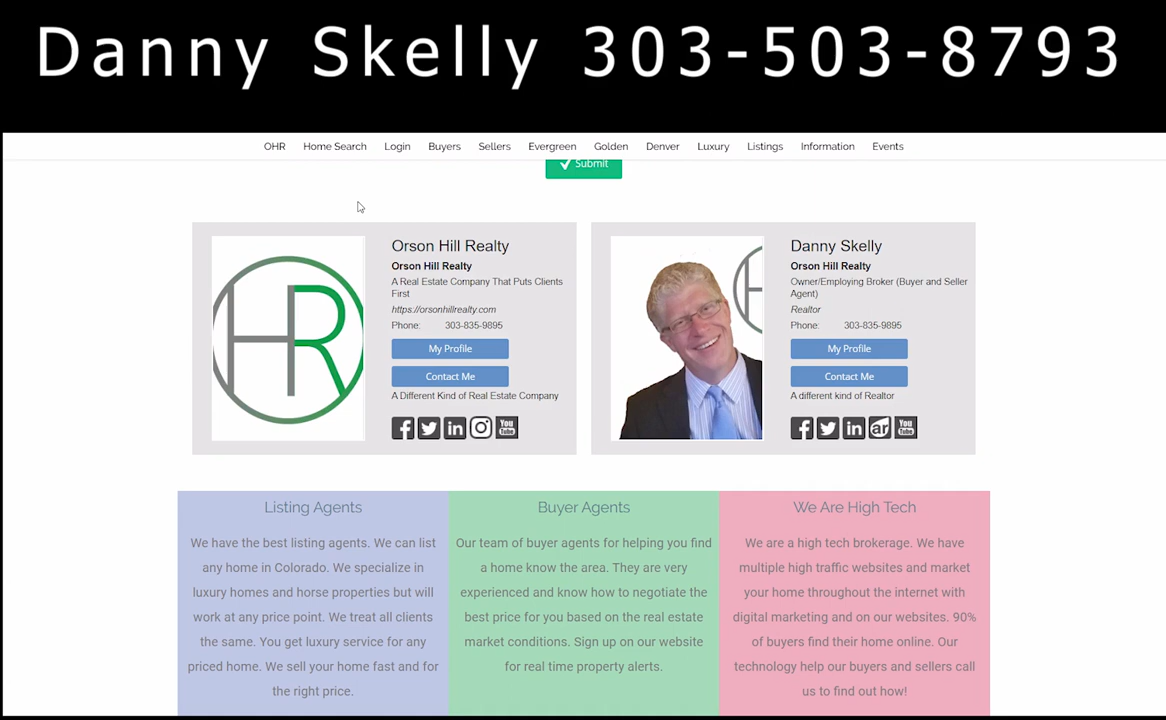 Danny Skelly 303-503-8793
OHR Home Search Login Buyers Sellers Evergreen Golden Denver Luxury Listings Information Events
Submit
HR
Orson Hill Realty
Orson Hill Realty
A Real Estate Company That Puts Clients
First
https://orsonhillrealty.com
Phone: 303-835-9895
My Profile
Contact Me
A Different Kind of Real Estate Company
You
Tube
Danny Skelly
Orson Hill Realty
Owner/Employing Broker (Buyer and Seller
Agent)
Realtor
Phone: 303-835-9895
My Profile
Contact Me
A different kind of Realtor
ar
You
Tube
Listing Agents
We have the best listing agents. We can list
any home in Colorado. We specialize in
luxury homes and horse properties but will
work at any price point. We treat all clients
the same. You get luxury service for any
priced home. We sell your home fast and for
the right price.
Buyer Agents
Our team of buyer agents for helping you find
a home know the area. They are very
experienced and know how to negotiate the
best price for you based on the real estate
market conditions. Sign up on our website
for real time property alerts.
We Are High Tech
We are a high tech brokerage. We have
multiple high traffic websites and market
your home throughout the internet with
digital marketing and on our websites. 90%
of buyers find their home online. Our
technology help our buyers and sellers call
us to find out how!